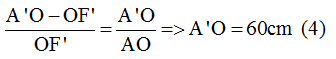 (A'O − OF')/OF' = A'O/AO => A'O = 60cm (4)